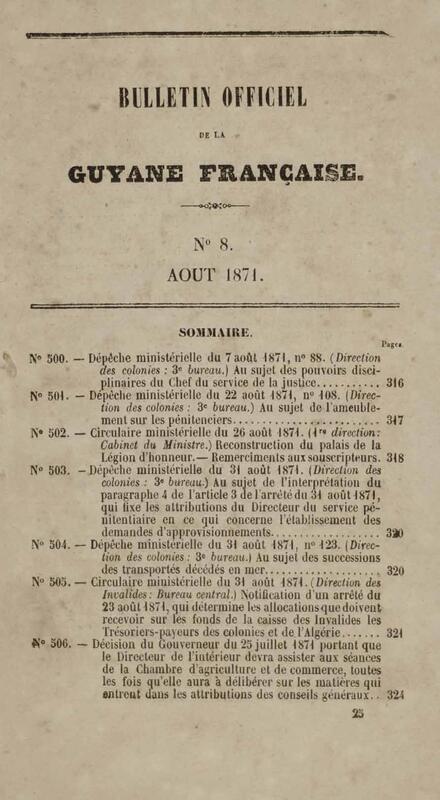 BULLETIN OFFICIEL
DE LA
GUYANE FRANÇAISE.
N° 8.
AOUT 1871.
SOMMAIRE.
Pages.
N° 500. — Dépêche ministérielle du 7 août 1871, n° 88. (Direction
des colonies : 3e bureau.) Au sujet des pouvoirs disci-
plinaires du Chef du service de la justice........... 316
N° 501. — Dépêche ministérielle du 22 août 1871, n° 108. (Direc-
tion des colonies : 3e bureau.) Au sujet de l'ameuble-
ment sur les pénitenciers......................... 317
N° 502. — Circulaire ministérielle du 26 août 1871. (1re direction:
Cabinet du Ministre.) Reconstruction du palais de la
Légion d'honneur.— Remerciments aux souscripteurs. 318
N° 503. —Dépêche ministérielle du 31 août 1871. (Direction des
colonies : 3e bureau.) Au sujet de l'interprétation du
paragraphe 4 de l'article 3 de l'arrêté du 31 août 1871,
qui fixe les attributions du Directeur du service pé-
nitentiaire en ce qui concerne l'établissement des
demandes d'approvisionnements................... 320
N° 504. — Dépêche ministérielle du 31 août 1871, n° 123. (Direc-
tion des colonies : 3e bureau.) Au sujet des successions
des transportés décédés en mer.................... 320
N° 505. — Circulaire ministérielle du 31 août 1871. (Direction des
Invalides : Bureau central.) Notification d'un arrêté du
23 août 1871, qui détermine les allocations que doivent
recevoir sur les fonds de la caisse des Invalides les
Trésoriers-payeurs des colonies et de l'Algérie....... 321
N° 506. — Décision du Gouverneur du 25 juillet 1871 portant que
le Directeur de l'intérieur devra assister aux séances
de la Chambre d'agriculture et de commerce, toutes
les fois qu'elle aura à délibérer sur les matières qui
entrent dans les attributions des conseils généraux.. 324
25